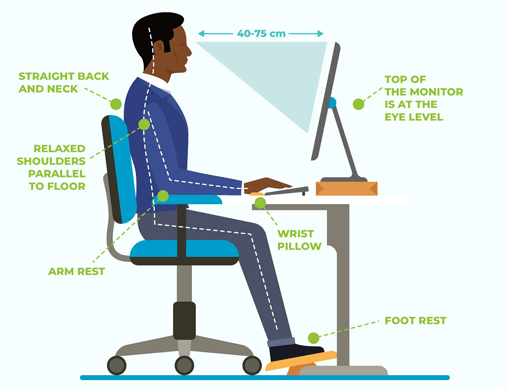 40-75 cm
STRAIGHT BACK
AND NECK
TOP OF
THE MONITOR
IS AT THE
EYE LEVEL
RELAXED
SHOULDERS
PARALLEL
TO FLOOR
WRIST
PILLOW
ARM REST
FOOT REST